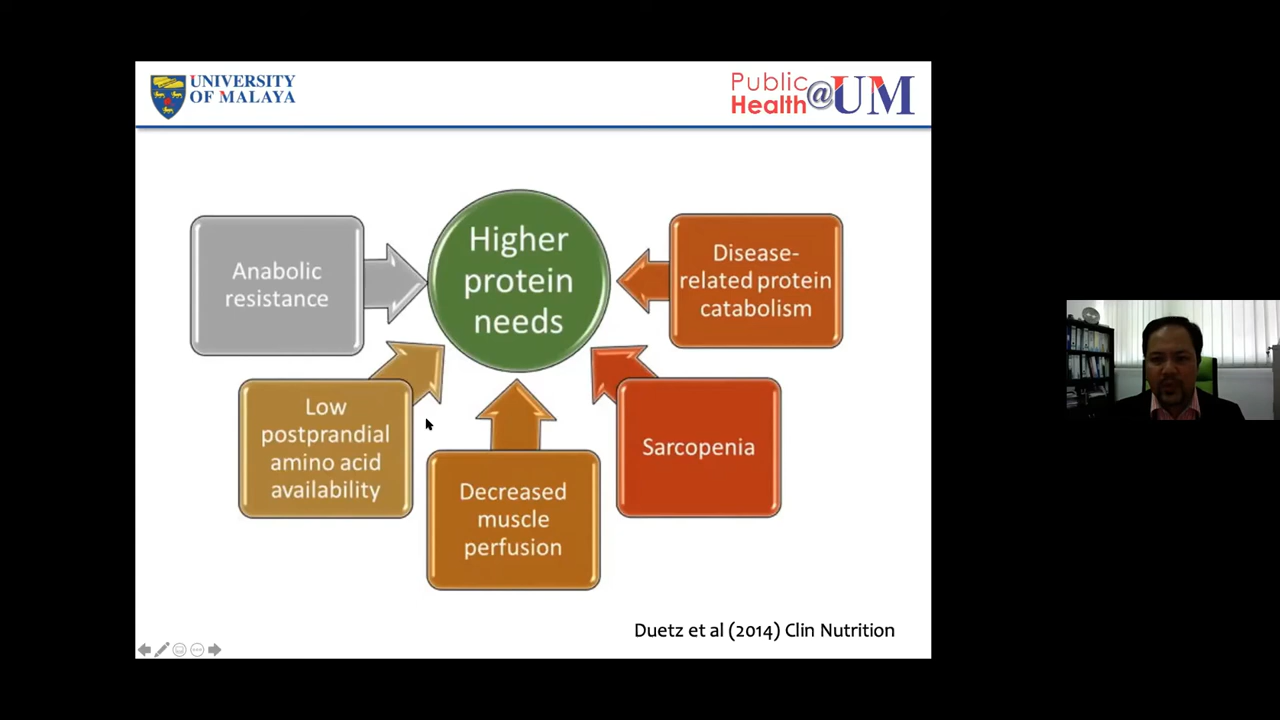 UNIVERSITY
OF MALAYA
Public
Health@UM
Higher
protein
needs
Anabolic
resistance
Disease-
related protein
catabolism
Low
postprandial
amino acid
availability
Decreased
muscle
perfusion
Sarcopenia
Duetz et al (2014) Clin Nutrition